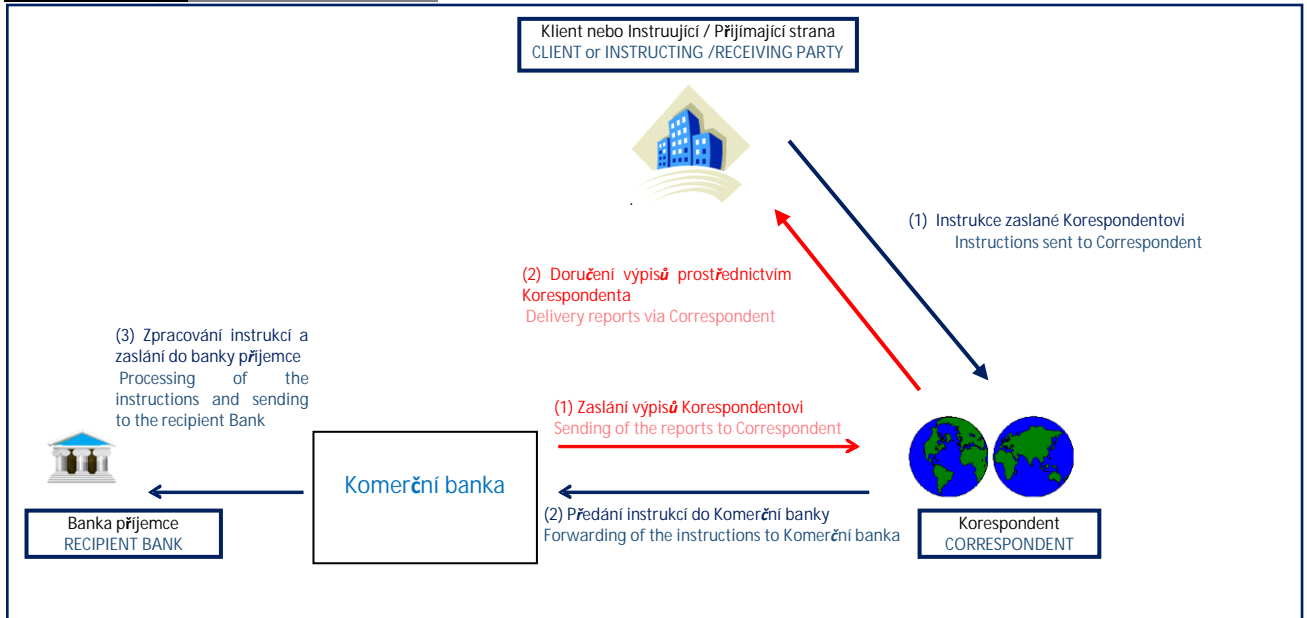 Klient nebo Instruující / Přijímající strana
CLIENT or INSTRUCTING /RECEIVING PARTY
(1) Instrukce zaslané Korespondentovi
Instructions sent to Correspondent
(2) Doručení výpisů prostřednictvím
Korespondenta
Delivery reports via Correspondent
(3) Zpracování instrukcí a
zaslání do banky příjemce
Processing of the
instructions and sending
to the recipient Bank
(1) Zaslání výpisů Korespondentovi
Sending of the reports to Correspondent
Komerční banka
(2) Předání instrukcí do Komerční banky
Forwarding of the instructions to Komerční banka
Banka příjemce
RECIPIENT BANK
Korespondent
CORRESPONDENT